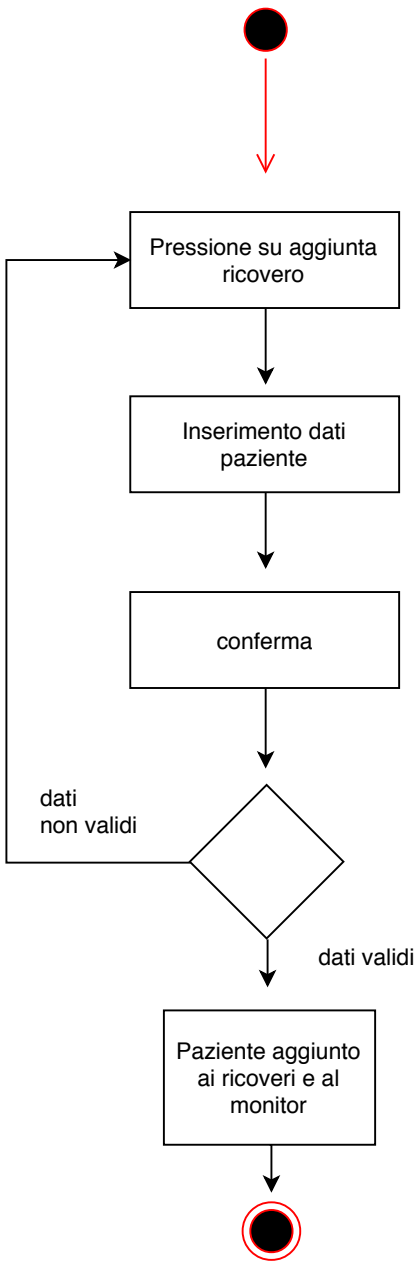 Pressione su aggiunta
ricovero
Inserimento dati
paziente
conferma
dati
non validi
dati validi
Paziente aggiunto
ai ricoveri e al
monitor